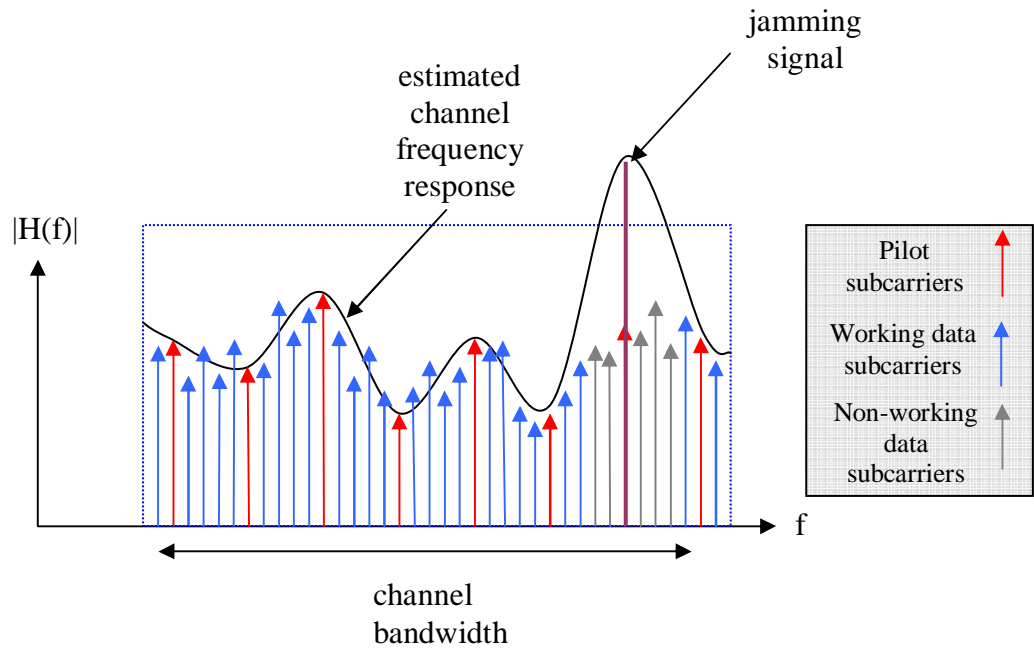 jamming
signal
estimated
channel
frequency
response
|H(f)|
Pilot
subcarriers
Working data
subcarriers
Non-working
data
subcarriers
f
channel
bandwidth